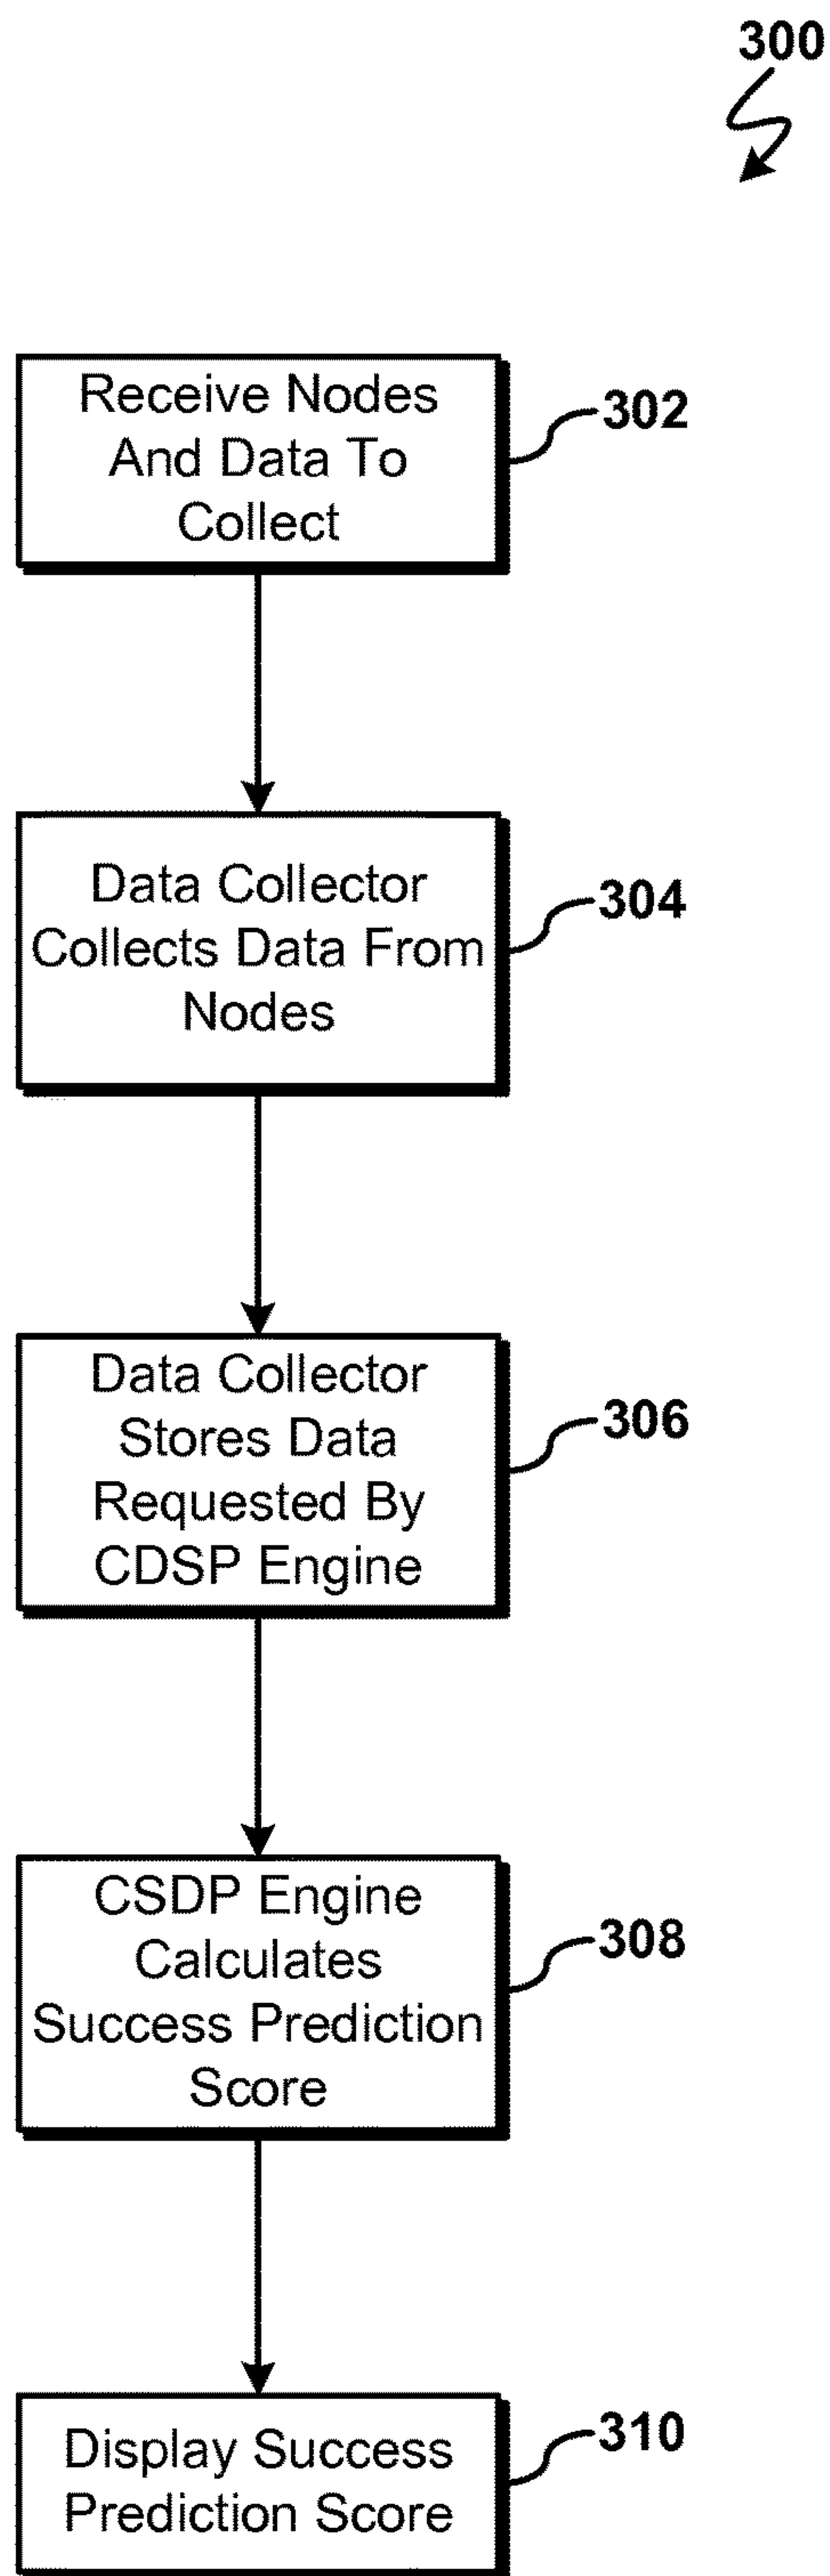 300
Receive Nodes
And Data To
Collect
302
Data Collector
Collects Data From
Nodes
304
Data Collector
Stores Data
Requested By
CDSP Engine
306
CSDP Engine
Calculates
Success Prediction
Score
308
Display Success
Prediction Score
310